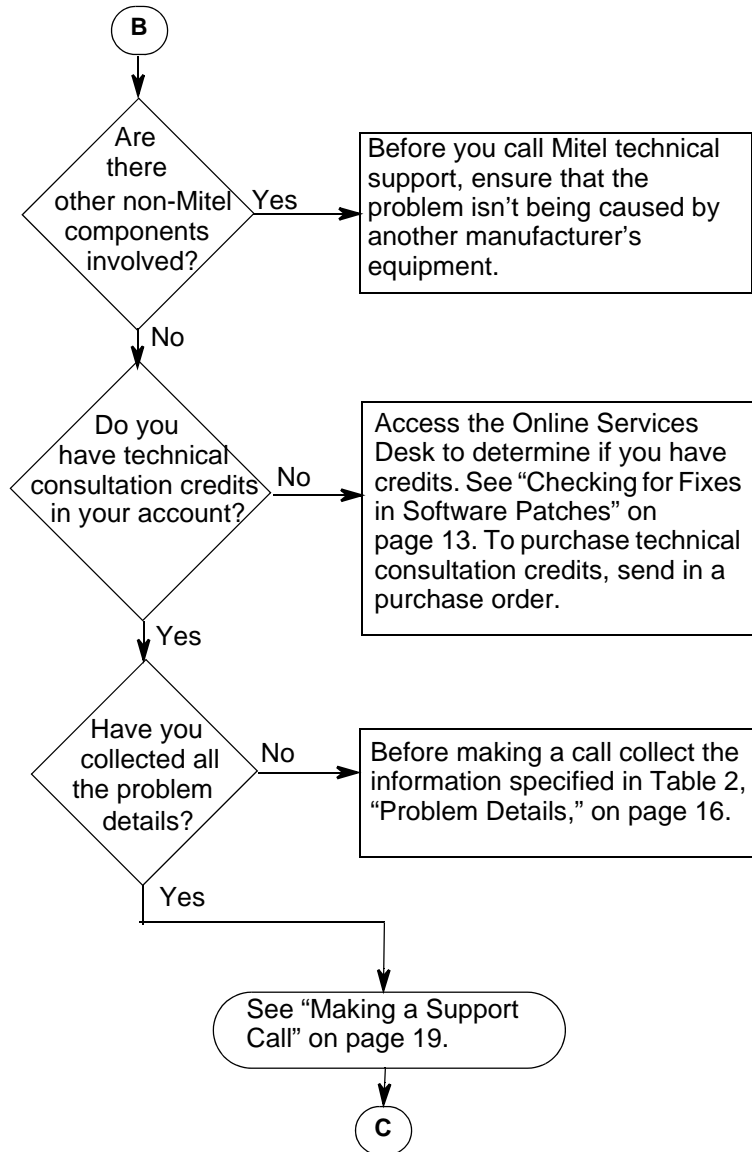 B
Are
there
other non-Mitel
components
involved?
Yes
Before you call Mitel technical
support, ensure that the
problem isn't being caused by
another manufacturer's
equipment.
No
Do you
have technical
consultation credits
in your account?
No
Access the Online Services
Desk to determine if you have
credits. See “Checking for Fixes
in Software Patches” on
page 13. To purchase technical
consultation credits, send in a
purchase order.
Yes
Have you
collected all
the problem
details?
No
Before making a call collect the
information specified in Table 2,
“Problem Details,” on page 16.
Yes
See “Making a Support
Call” on page 19.
C